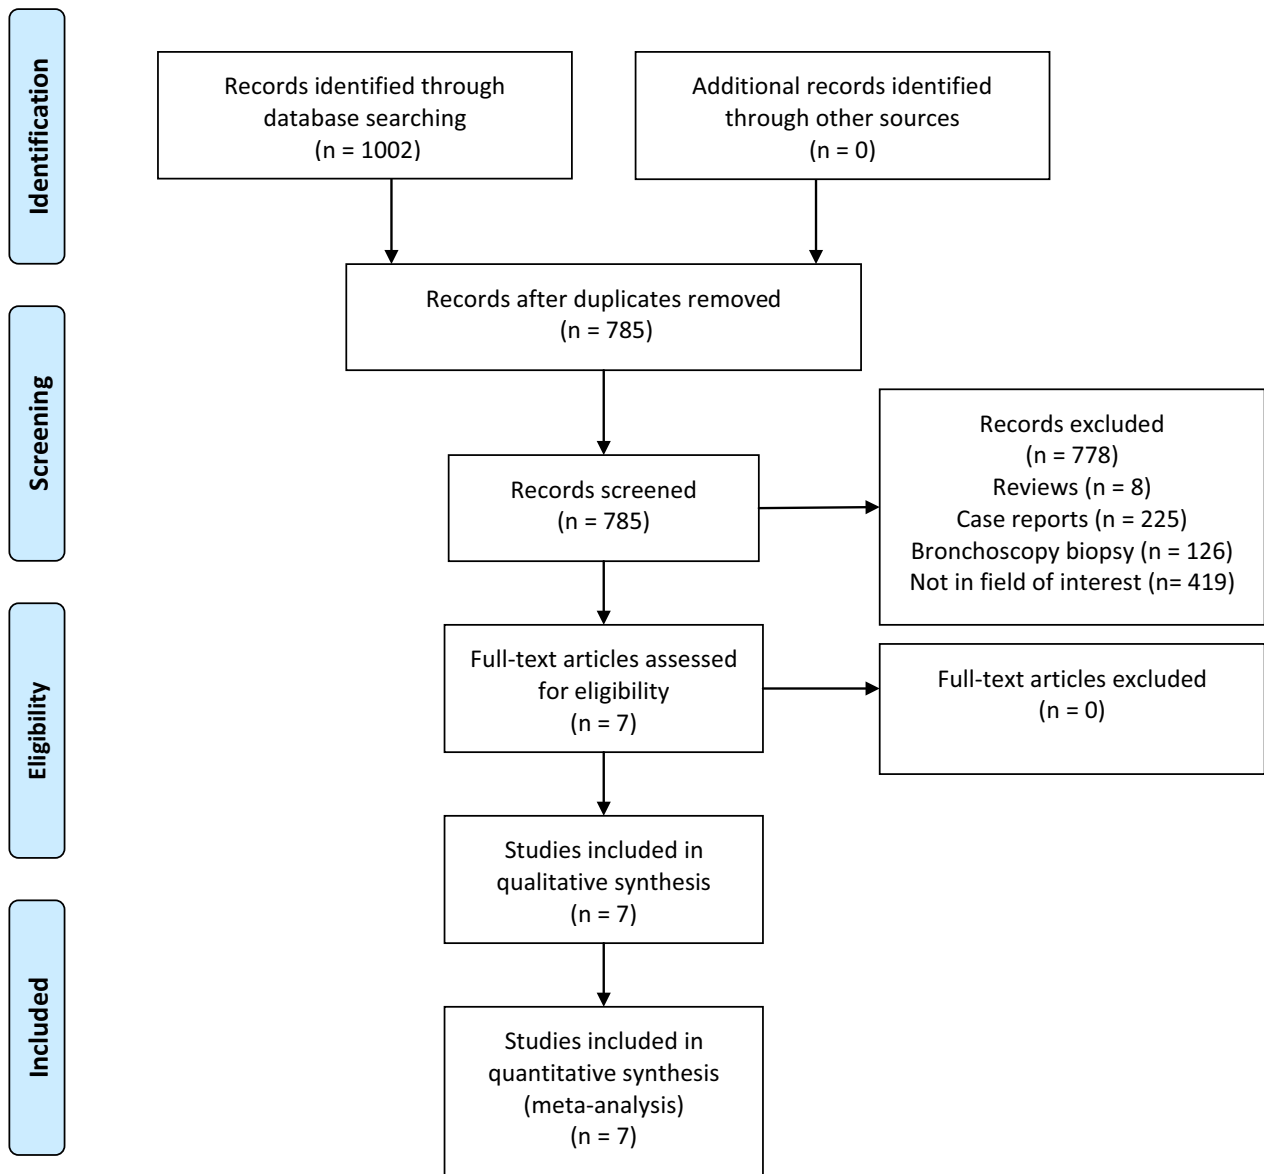 Identification
Records identified through
database searching
(n = 1002)
Additional records identified
through other sources
(n = 0)
Records after duplicates removed
(n = 785)
Screening
Records screened
(n = 785)
Records excluded
(n = 778)
Reviews (n = 8)
Case reports (n = 225)
Bronchoscopy biopsy (n = 126)
Not in field of interest (n= 419)
Eligibility
Full-text articles assessed
for eligibility
(n = 7)
Full-text articles excluded
(n = 0)
Studies included in
qualitative synthesis
(n = 7)
Included
Studies included in
quantitative synthesis
(meta-analysis)
(n = 7)